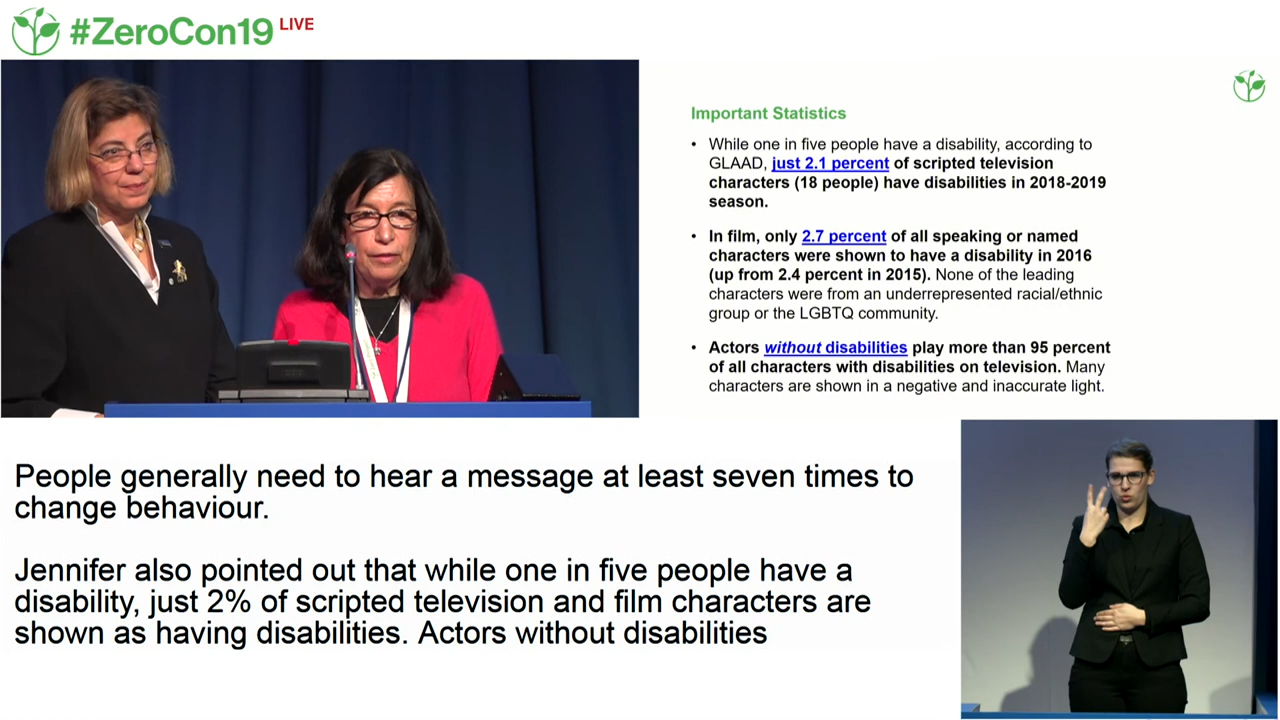 #ZeroCon19 LIVE
Important Statistics
• While one in five people have a disability, according to
GLAAD, just 2.1 percent of scripted television
characters (18 people) have disabilities in 2018-2019
season.
• In film, only 2.7 percent of all speaking or named
characters were shown to have a disability in 2016
(up from 2.4 percent in 2015). None of the leading
characters were from an underrepresented racial/ethnic
group or the LGBTQ community.
• Actors without disabilities play more than 95 percent
of all characters with disabilities on television. Many
characters are shown in a negative and inaccurate light.
People generally need to hear a message at least seven times to
change behaviour.
Jennifer also pointed out that while one in five people have a
disability, just 2% of scripted television and film characters are
shown as having disabilities. Actors without disabilities